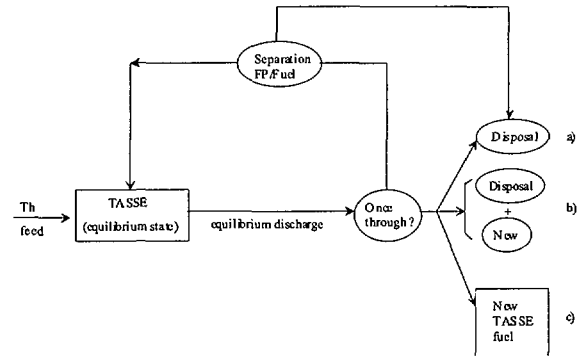 Separation
FP/Fuel
Disposal
a)
Disposal
+
New
b)
Th
feed
TASSE
(equilibrium state)
equilibrium discharge
Once
through?
New
TASSE
fuel
c)